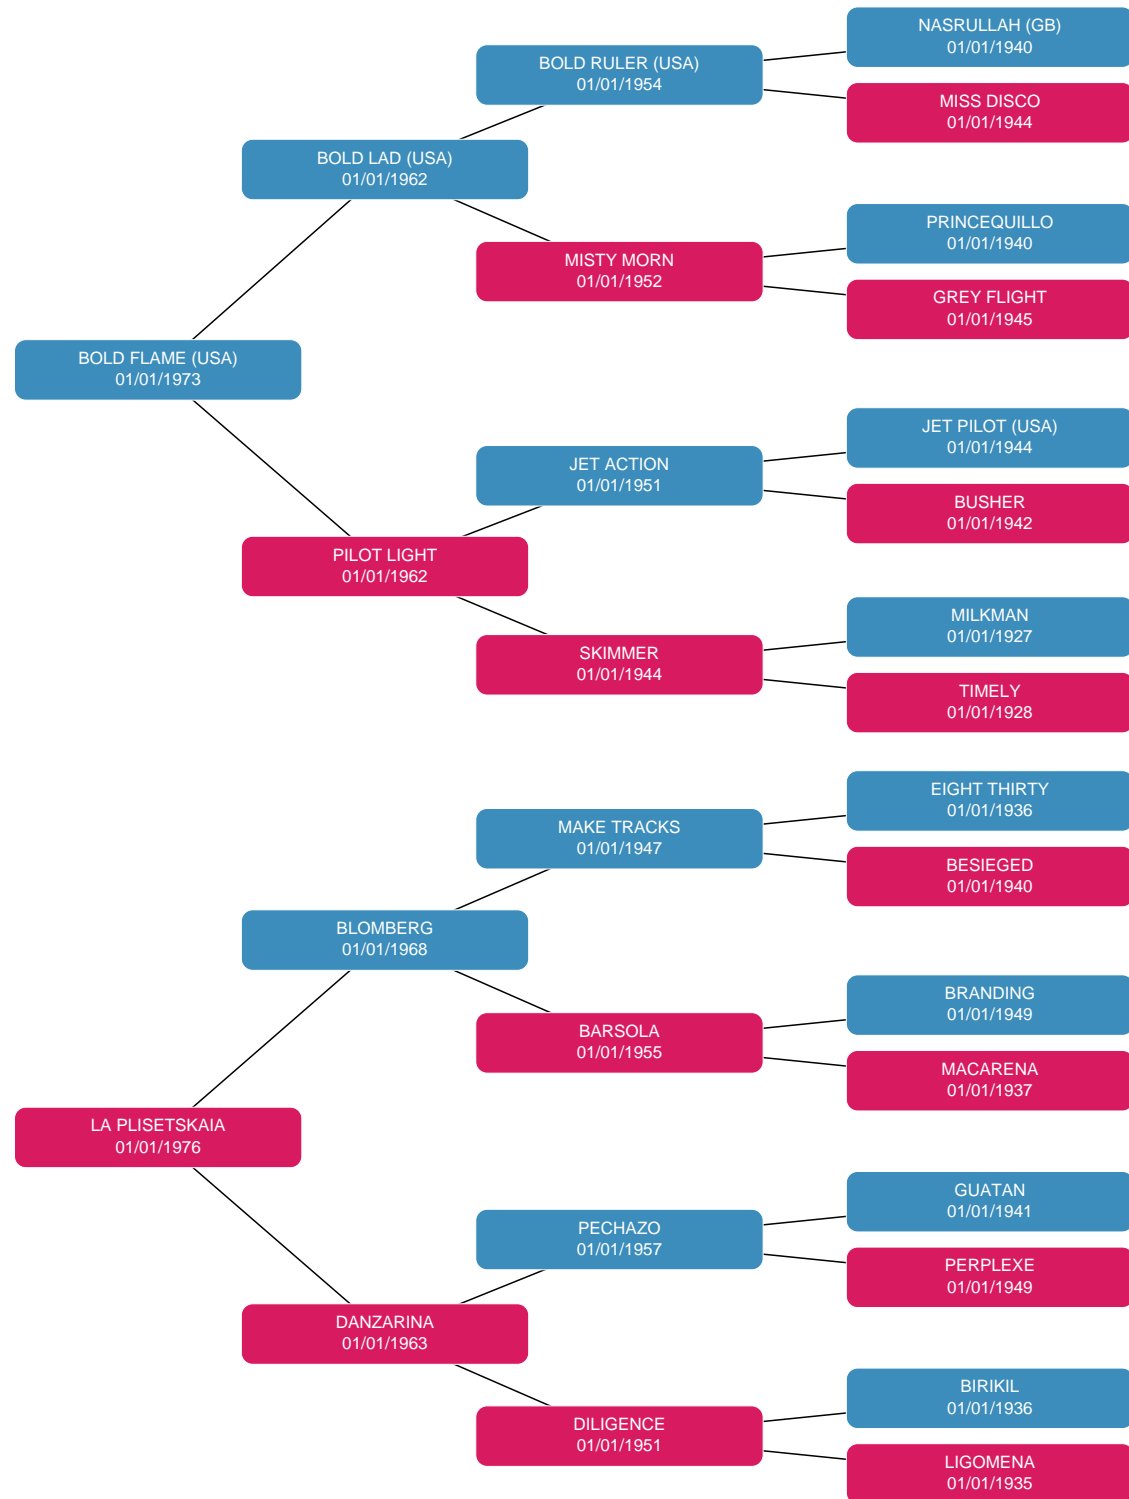 NASRULLAH (GB)
01/01/1940
BOLD RULER (USA)
01/01/1954
MISS DISCO
01/01/1944
BOLD LAD (USA)
01/01/1962
PRINCEQUILLO
01/01/1940
MISTY MORN
01/01/1952
GREY FLIGHT
01/01/1945
BOLD FLAME (USA)
01/01/1973
JET PILOT (USA)
01/01/1944
JET ACTION
01/01/1951
BUSHER
01/01/1942
PILOT LIGHT
01/01/1962
MILKMAN
01/01/1927
SKIMMER
01/01/1944
TIMELY
01/01/1928
EIGHT THIRTY
01/01/1936
MAKE TRACKS
01/01/1947
BESIEGED
01/01/1940
BLOMBERG
01/01/1968
BRANDING
01/01/1949
BARSOLA
01/01/1955
MACARENA
01/01/1937
LA PLISETSKAIA
01/01/1976
GUATAN
01/01/1941
PECHAZO
01/01/1957
PERPLEXE
01/01/1949
DANZARINA
01/01/1963
BIRIKIL
01/01/1936
DILIGENCE
01/01/1951
LIGOMENA
01/01/1935